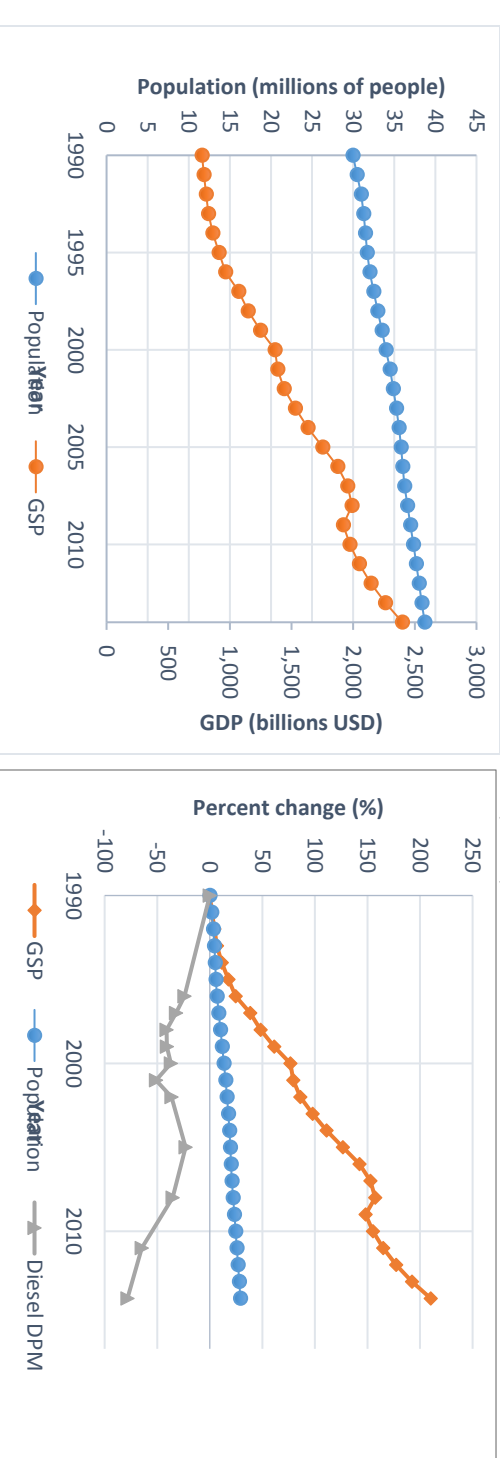 Population (millions of people)
0 5 10 15 20 25 30 35 40 45
1990 1995 2000 2005 2010
0 500 1,000 1,500 2,000 2,500 3,000
GDP (billions USD)
Year
Population GSP
Percent change (%)
-100 -50 0 50 100 150 200 250
1990 2000 2010
Year
GSP Population Diesel DPM